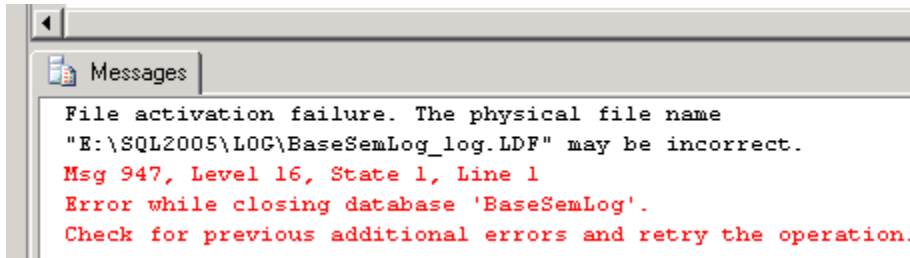 Messages
File activation failure. The physical file name
"E:\SQL2005\LOG\BaseSemLog_log.LDF" may be incorrect.
Msg 947, Level 16, State 1, Line 1
Error while closing database 'BaseSemLog'.
Check for previous additional errors and retry the operation.